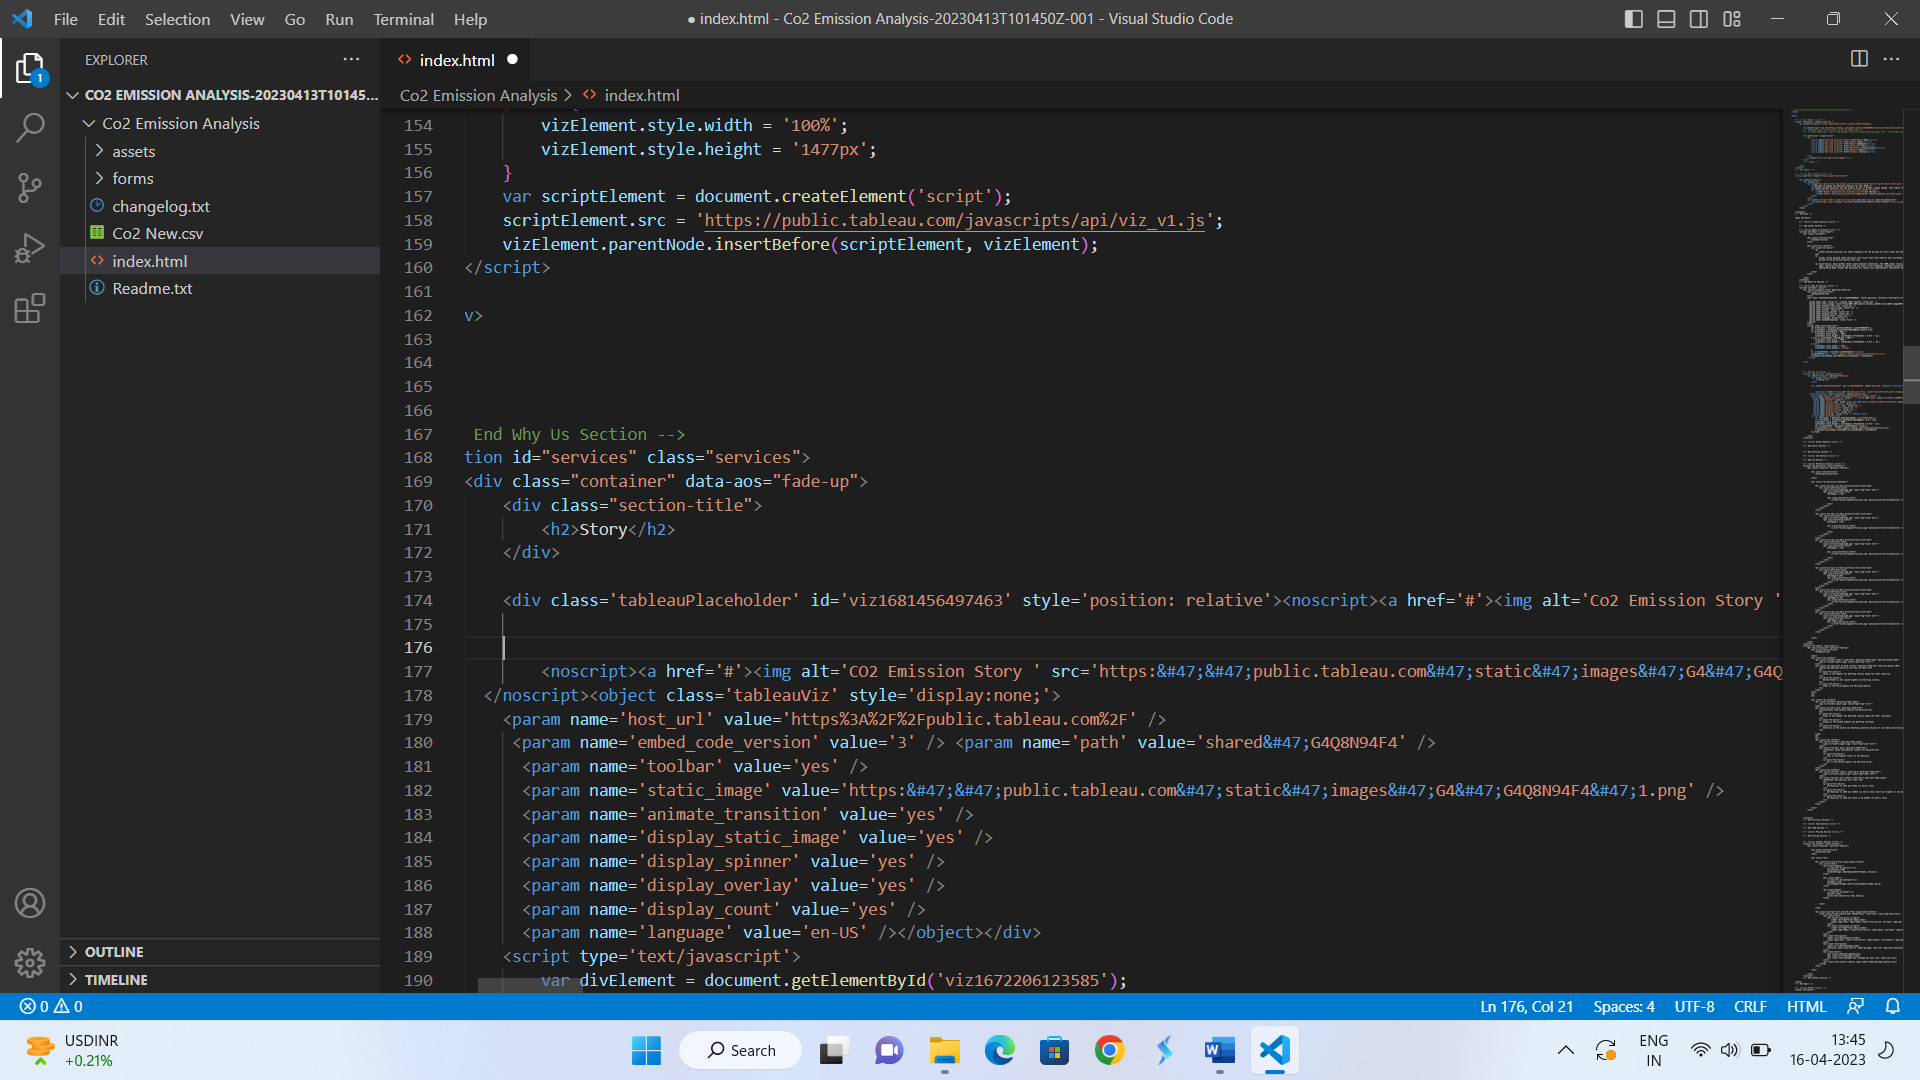 File Edit Selection View Go Run Terminal Help
● index.html - Co2 Emission Analysis-20230413T101450Z-001 - Visual Studio Code
EXPLORER
1
CO2 EMISSION ANALYSIS-20230413T10145...
Co2 Emission Analysis
assets
forms
changelog.txt
Co2 New.csv
index.html
Readme.txt
OUTLINE
TIMELINE
index.html
Co2 Emission Analysis > index.html
154 vizElement.style.width = '100%';
155 vizElement.style.height = '1477px';
156 }
157 var scriptElement = document.createElement('script');
158 scriptElement.src = 'https://public.tableau.com/javascripts/api/viz_v1.js';
159 vizElement.parentNode.insertBefore(scriptElement, vizElement);
160 </script>
161
162 v>
163
164
165
166
167 End Why Us Section -->
168 tion id="services" class="services">
169 <div class="container" data-aos="fade-up">
170 <div class="section-title">
171 <h2>Story</h2>
172 </div>
173
174 <div class='tableauPlaceholder' id='viz1681456497463' style='position: relative'><noscript><a href='#'><img alt='Co2 Emission Story '
175
176
177 <noscript><a href='#'><img alt='CO2 Emission Story ' src='https:&#47;&#47;public.tableau.com&#47;static&#47;images&#47;G4&#47;G4Q
178 </noscript><object class='tableauViz' style='display:none;'>
179 <param name='host_url' value='https%3A%2F%2Fpublic.tableau.com%2F' />
180 <param name='embed_code_version' value='3' /> <param name='path' value='shared&#47;G4Q8N94F4' />
181 <param name='toolbar' value='yes' />
182 <param name='static_image' value='https:&#47;&#47;public.tableau.com&#47;static&#47;images&#47;G4&#47;G4Q8N94F4&#47;1.png' />
183 <param name='animate_transition' value='yes' />
184 <param name='display_static_image' value='yes' />
185 <param name='display_spinner' value='yes' />
186 <param name='display_overlay' value='yes' />
187 <param name='display_count' value='yes' />
188 <param name='language' value='en-US' /></object></div>
189 <script type='text/javascript'>
190 var divElement = document.getElementById('viz1672206123585');
0 0
Ln 176, Col 21 Spaces: 4 UTF-8 CRLF HTML
USDINR
+0.21%
Search
ENG
IN
13:45
16-04-2023